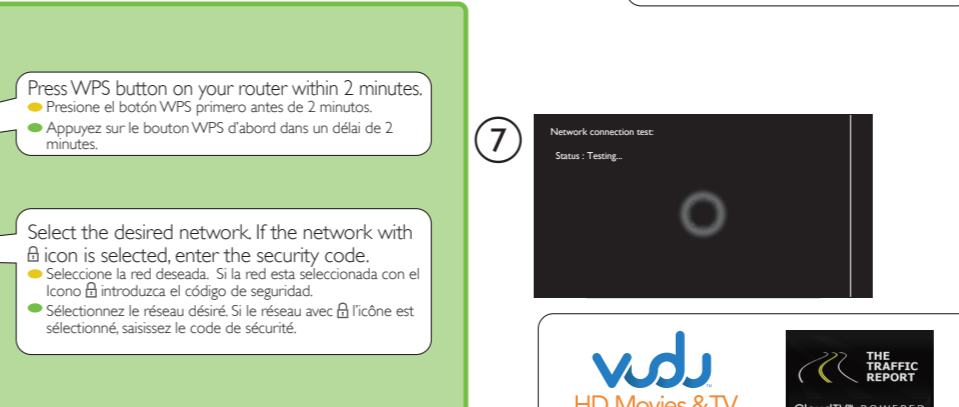 Press WPS button on your router within 2 minutes.
Presione el botón WPS primero antes de 2 minutos.
Appuyez sur le bouton WPS d'abord dans un délai de 2
minutes.
Select the desired network. If the network with
icon is selected, enter the security code.
Seleccione la red deseada. Si la red esta seleccionada con el
Icono introduzca el código de seguridad.
Sélectionnez le réseau désiré. Si le réseau avec l'icône est
sélectionné, saisissez le code de sécurité.
7
Network connection test:
Status : Testing...
vudu
HD Movies & TV
THE
TRAFFIC
REPORT
POWERED